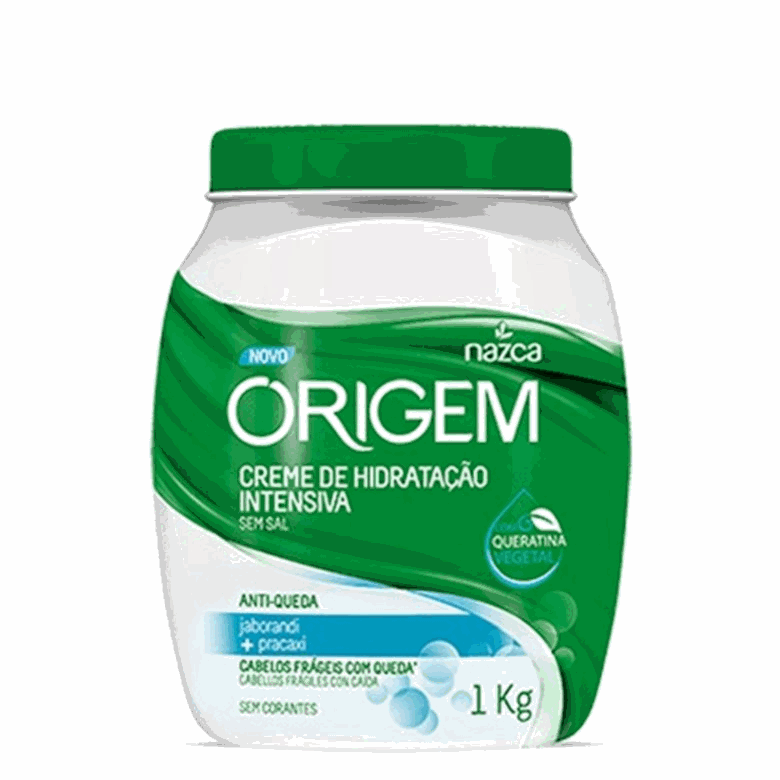 NOVO
nazca
ORIGEM
CREME DE HIDRATAÇÃO
INTENSIVA
SEM SAL
QUERATINA
VEGETAL
ANTI-QUEDA
jaborandi
+ pracaxi
CABELOS FRÁGEIS COM QUEDA*
CABELLOS FRÁGILES CON CAÍDA
SEM CORANTES
1 Kg